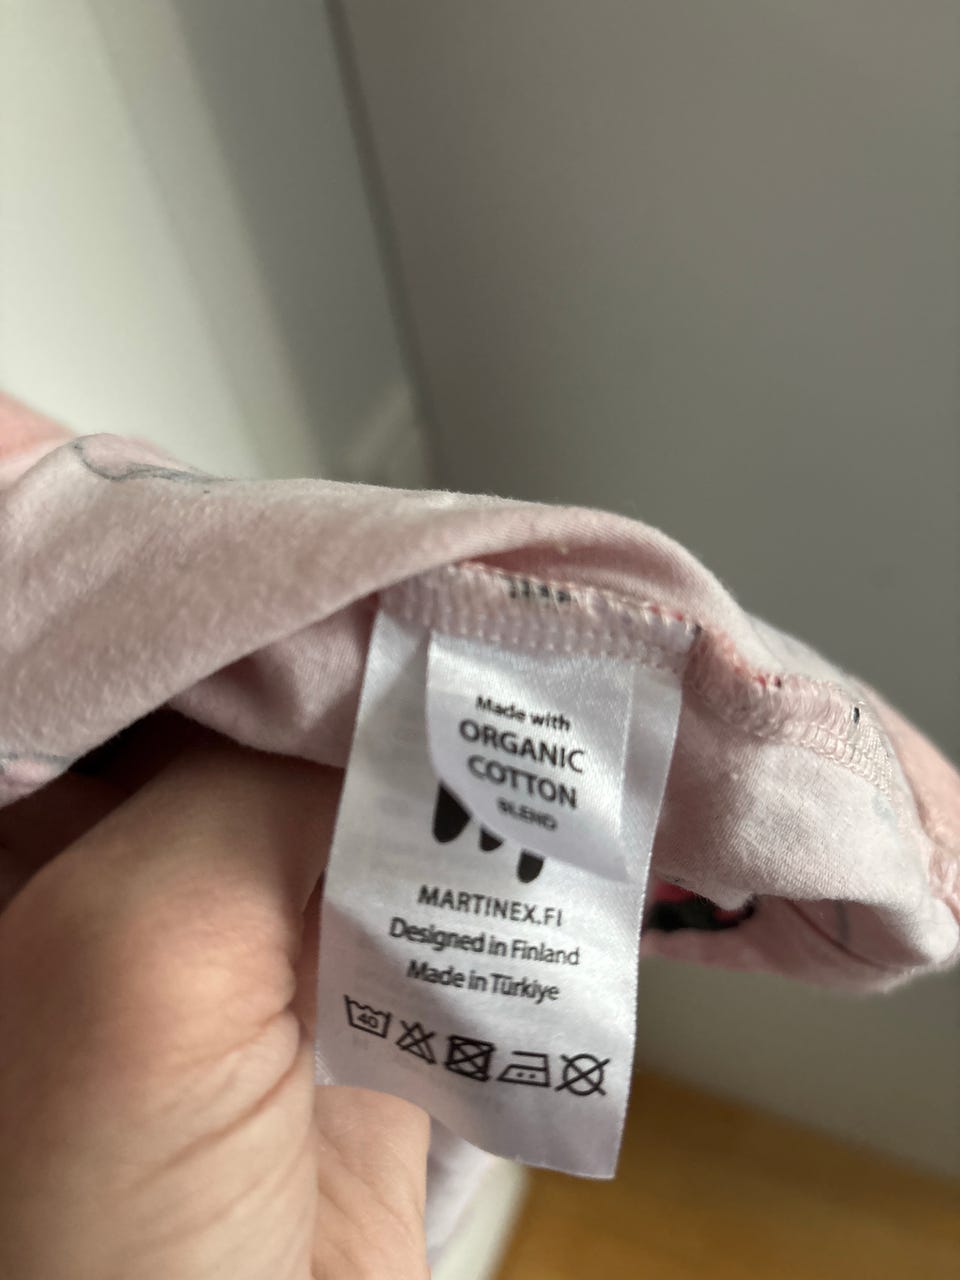 Made with
ORGANIC
COTTON
BLEND
MARTINEX.FI
Designed in Finland
Made in Türkiye
40